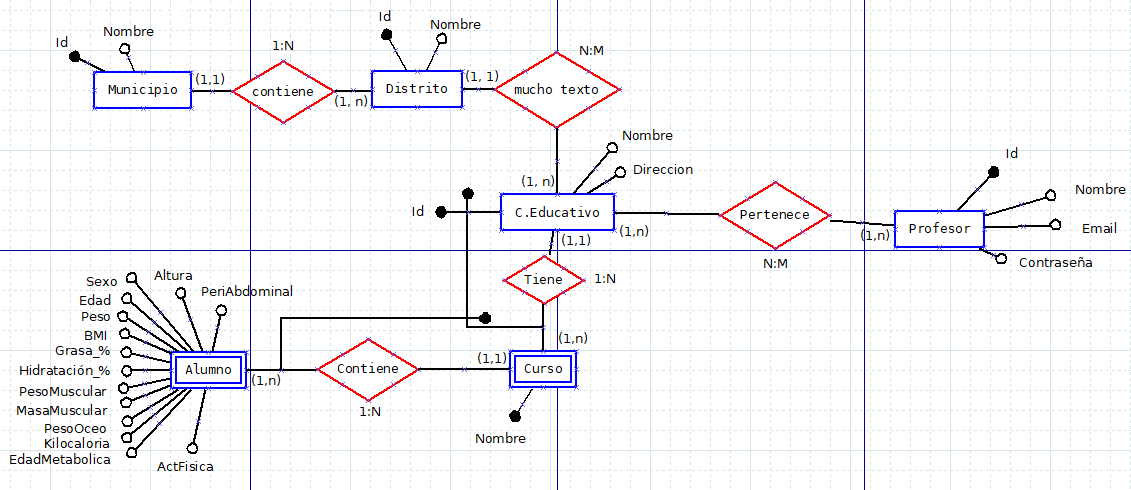 Id
Nombre
Id
Nombre
1:N
N:M
Municipio
(1,1)
contiene
(1, n)
Distrito
(1, 1)
mucho texto
Nombre
Direccion
(1, n)
Id
C.Educativo
(1,n)
(1,1)
Pertenece
N:M
Id
Nombre
Email
Contraseña
(1,n)
Profesor
Tiene
1:N
(1,n)
Sexo
Altura
PeriAbdominal
Edad
Peso
BMI
Grasa_%
Hidratación_%
PesoMuscular
MasaMuscular
PesoOceo
Kilocaloria
EdadMetabolica
ActFisica
Alumno
(1,n)
Contiene
1:N
(1,1)
Curso
Nombre